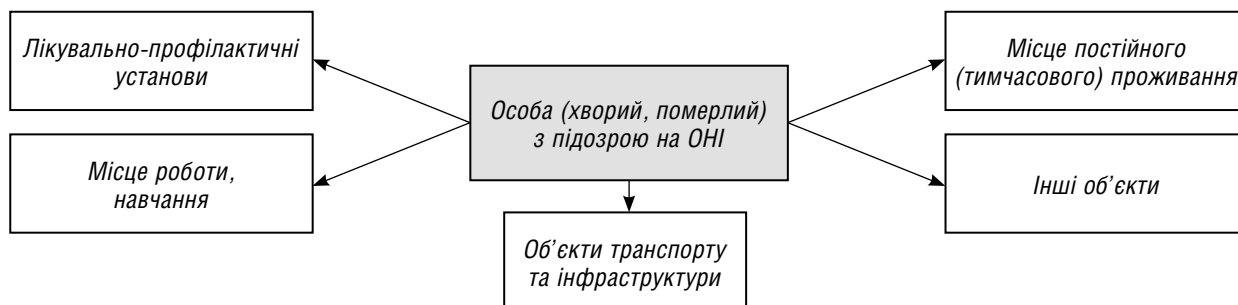 Лікувально-профілактичні
установи
Місце роботи,
навчання
Особа (хворий, померлий)
з підозрою на ОНІ
Об’єкти транспорту
та інфраструктури
Місце постійного
(тимчасового) проживання
Інші об’єкти